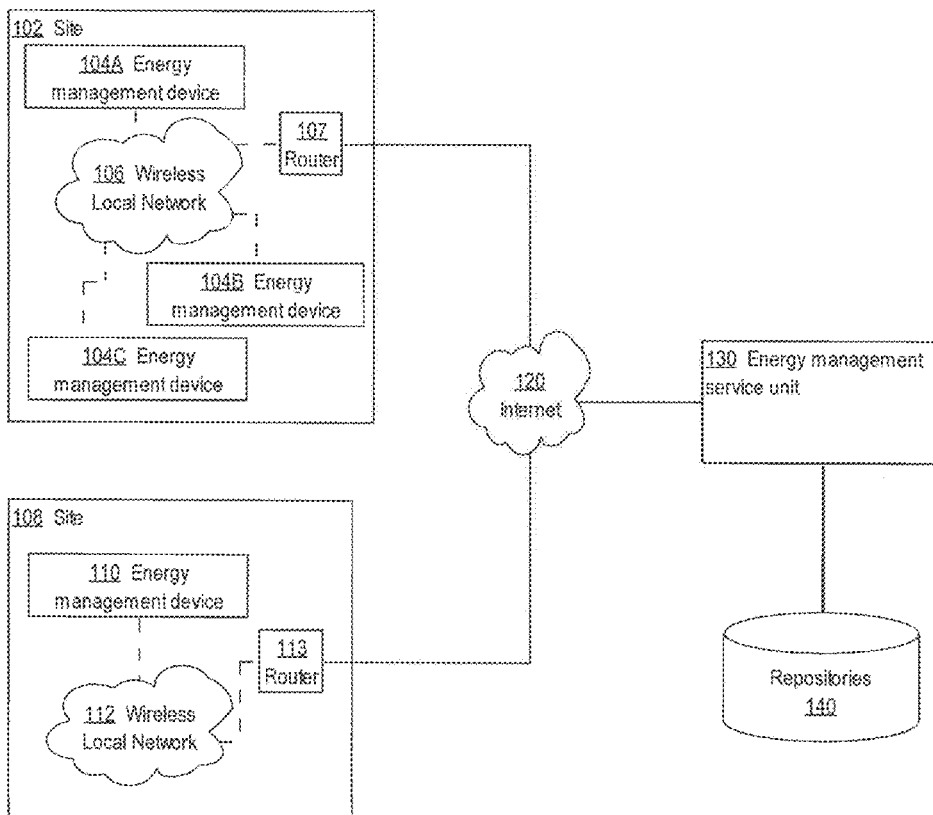 102 Site
104A Energy
management device
107
Router
106 Wireless
Local Network
104B Energy
management device
104C Energy
management device
120
Internet
130 Energy management
service unit
108 Site
110 Energy
management device
113
Router
112 Wireless
Local Network
Repositories
140